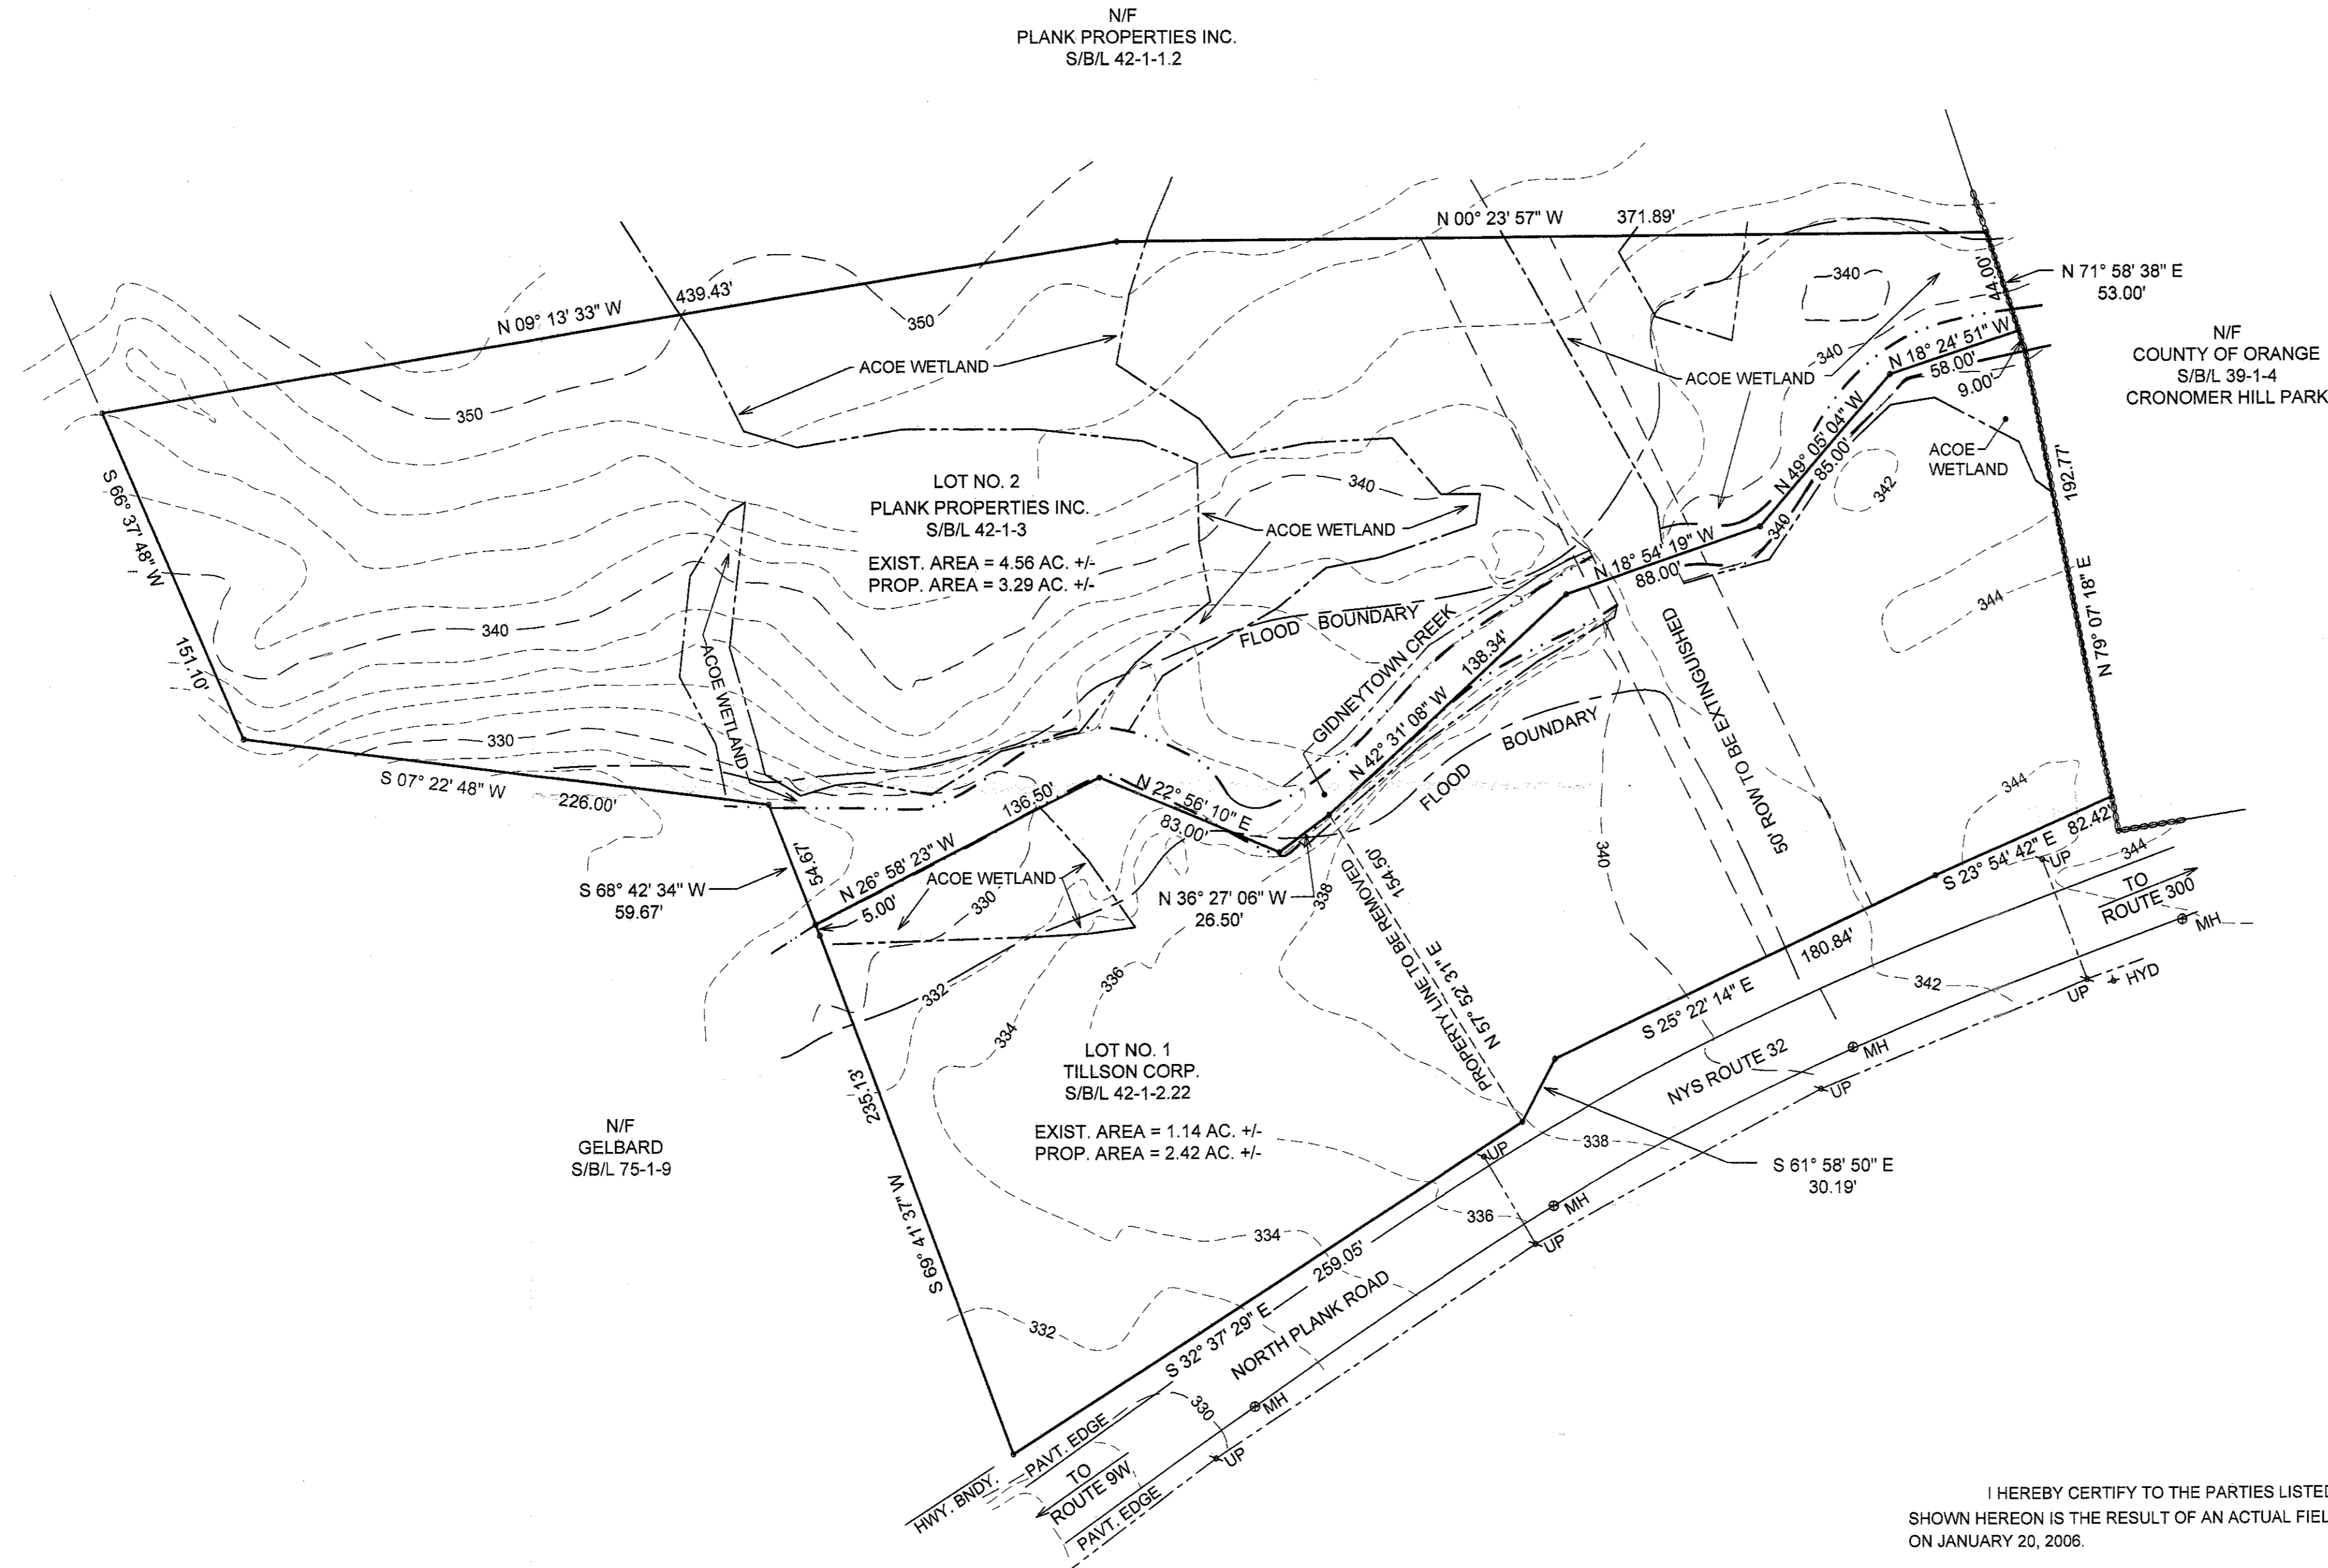 N/F
PLANK PROPERTIES INC.
S/B/L 42-1-1.2
N 00° 23' 57" W
371.89'
44.00'
N 71° 58' 38" E
53.00'
N 09° 13' 33" W
439.43'
350
340
N 18° 24' 51" W
58.00'
9.00'
N/F
COUNTY OF ORANGE
S/B/L 39-1-4
CRONOMER HILL PARK
350
ACOE WETLAND
340
ACOE WETLAND
S 66° 37' 48" W
151.10'
LOT NO. 2
PLANK PROPERTIES INC.
S/B/L 42-1-3
EXIST. AREA = 4.56 AC. +/-
PROP. AREA = 3.29 AC. +/-
340
ACOE WETLAND
N 49° 05' 04" W
85.00'
340
342
ACOE
WETLAND
192.77'
N 79° 07' 18" E
N 18° 54' 19" W
88.00'
344
340
ACOE WETLAND
FLOOD BOUNDARY
GIDNEYTOWN CREEK
138.34'
N 42° 31' 08" W
50' ROW TO BE EXTINGUISHED
FLOOD BOUNDARY
330
S 07° 22' 48" W
226.00'
136.50'
N 22° 56' 10" E
83.00'
344
82.42'
S 23° 54' 42" E
UP
344
TO
ROUTE 300
MH
54.67'
S 68° 42' 34" W
59.67'
N 26° 58' 23" W
5.00'
ACOE WETLAND
330
N 36° 27' 06" W
26.50'
338
340
PROPERTY LINE TO BE REMOVED
154.50'
N 57° 52' 31" E
180.84'
S 25° 22' 14" E
342
UP
HYD
332
336
334
LOT NO. 1
TILLSON CORP.
S/B/L 42-1-2.22
EXIST. AREA = 1.14 AC. +/-
PROP. AREA = 2.42 AC. +/-
NYS ROUTE 32
MH
UP
235.13'
S 69° 41' 37" W
N/F
GELBARD
S/B/L 75-1-9
338
UP
S 61° 58' 50" E
30.19'
336
MH
UP
334
259.05'
S 32° 37' 29" E
NORTH PLANK ROAD
332
330
MH
UP
HWY. BNDY.
PAVT. EDGE
TO
ROUTE 9W
PAVT. EDGE
I HEREBY CERTIFY TO THE PARTIES LISTED
SHOWN HEREON IS THE RESULT OF AN ACTUAL FIEL
ON JANUARY 20, 2006.